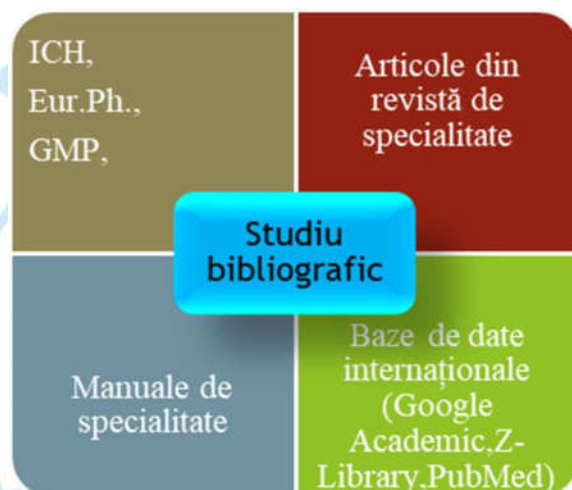 ICH,
Eur.Ph.,
GMP,
Articole din
revistă de
specialitate
Studiu
bibliografic
Manuale de
specialitate
Baze de date
internaționale
(Google
Academic,Z-
Library,PubMed)